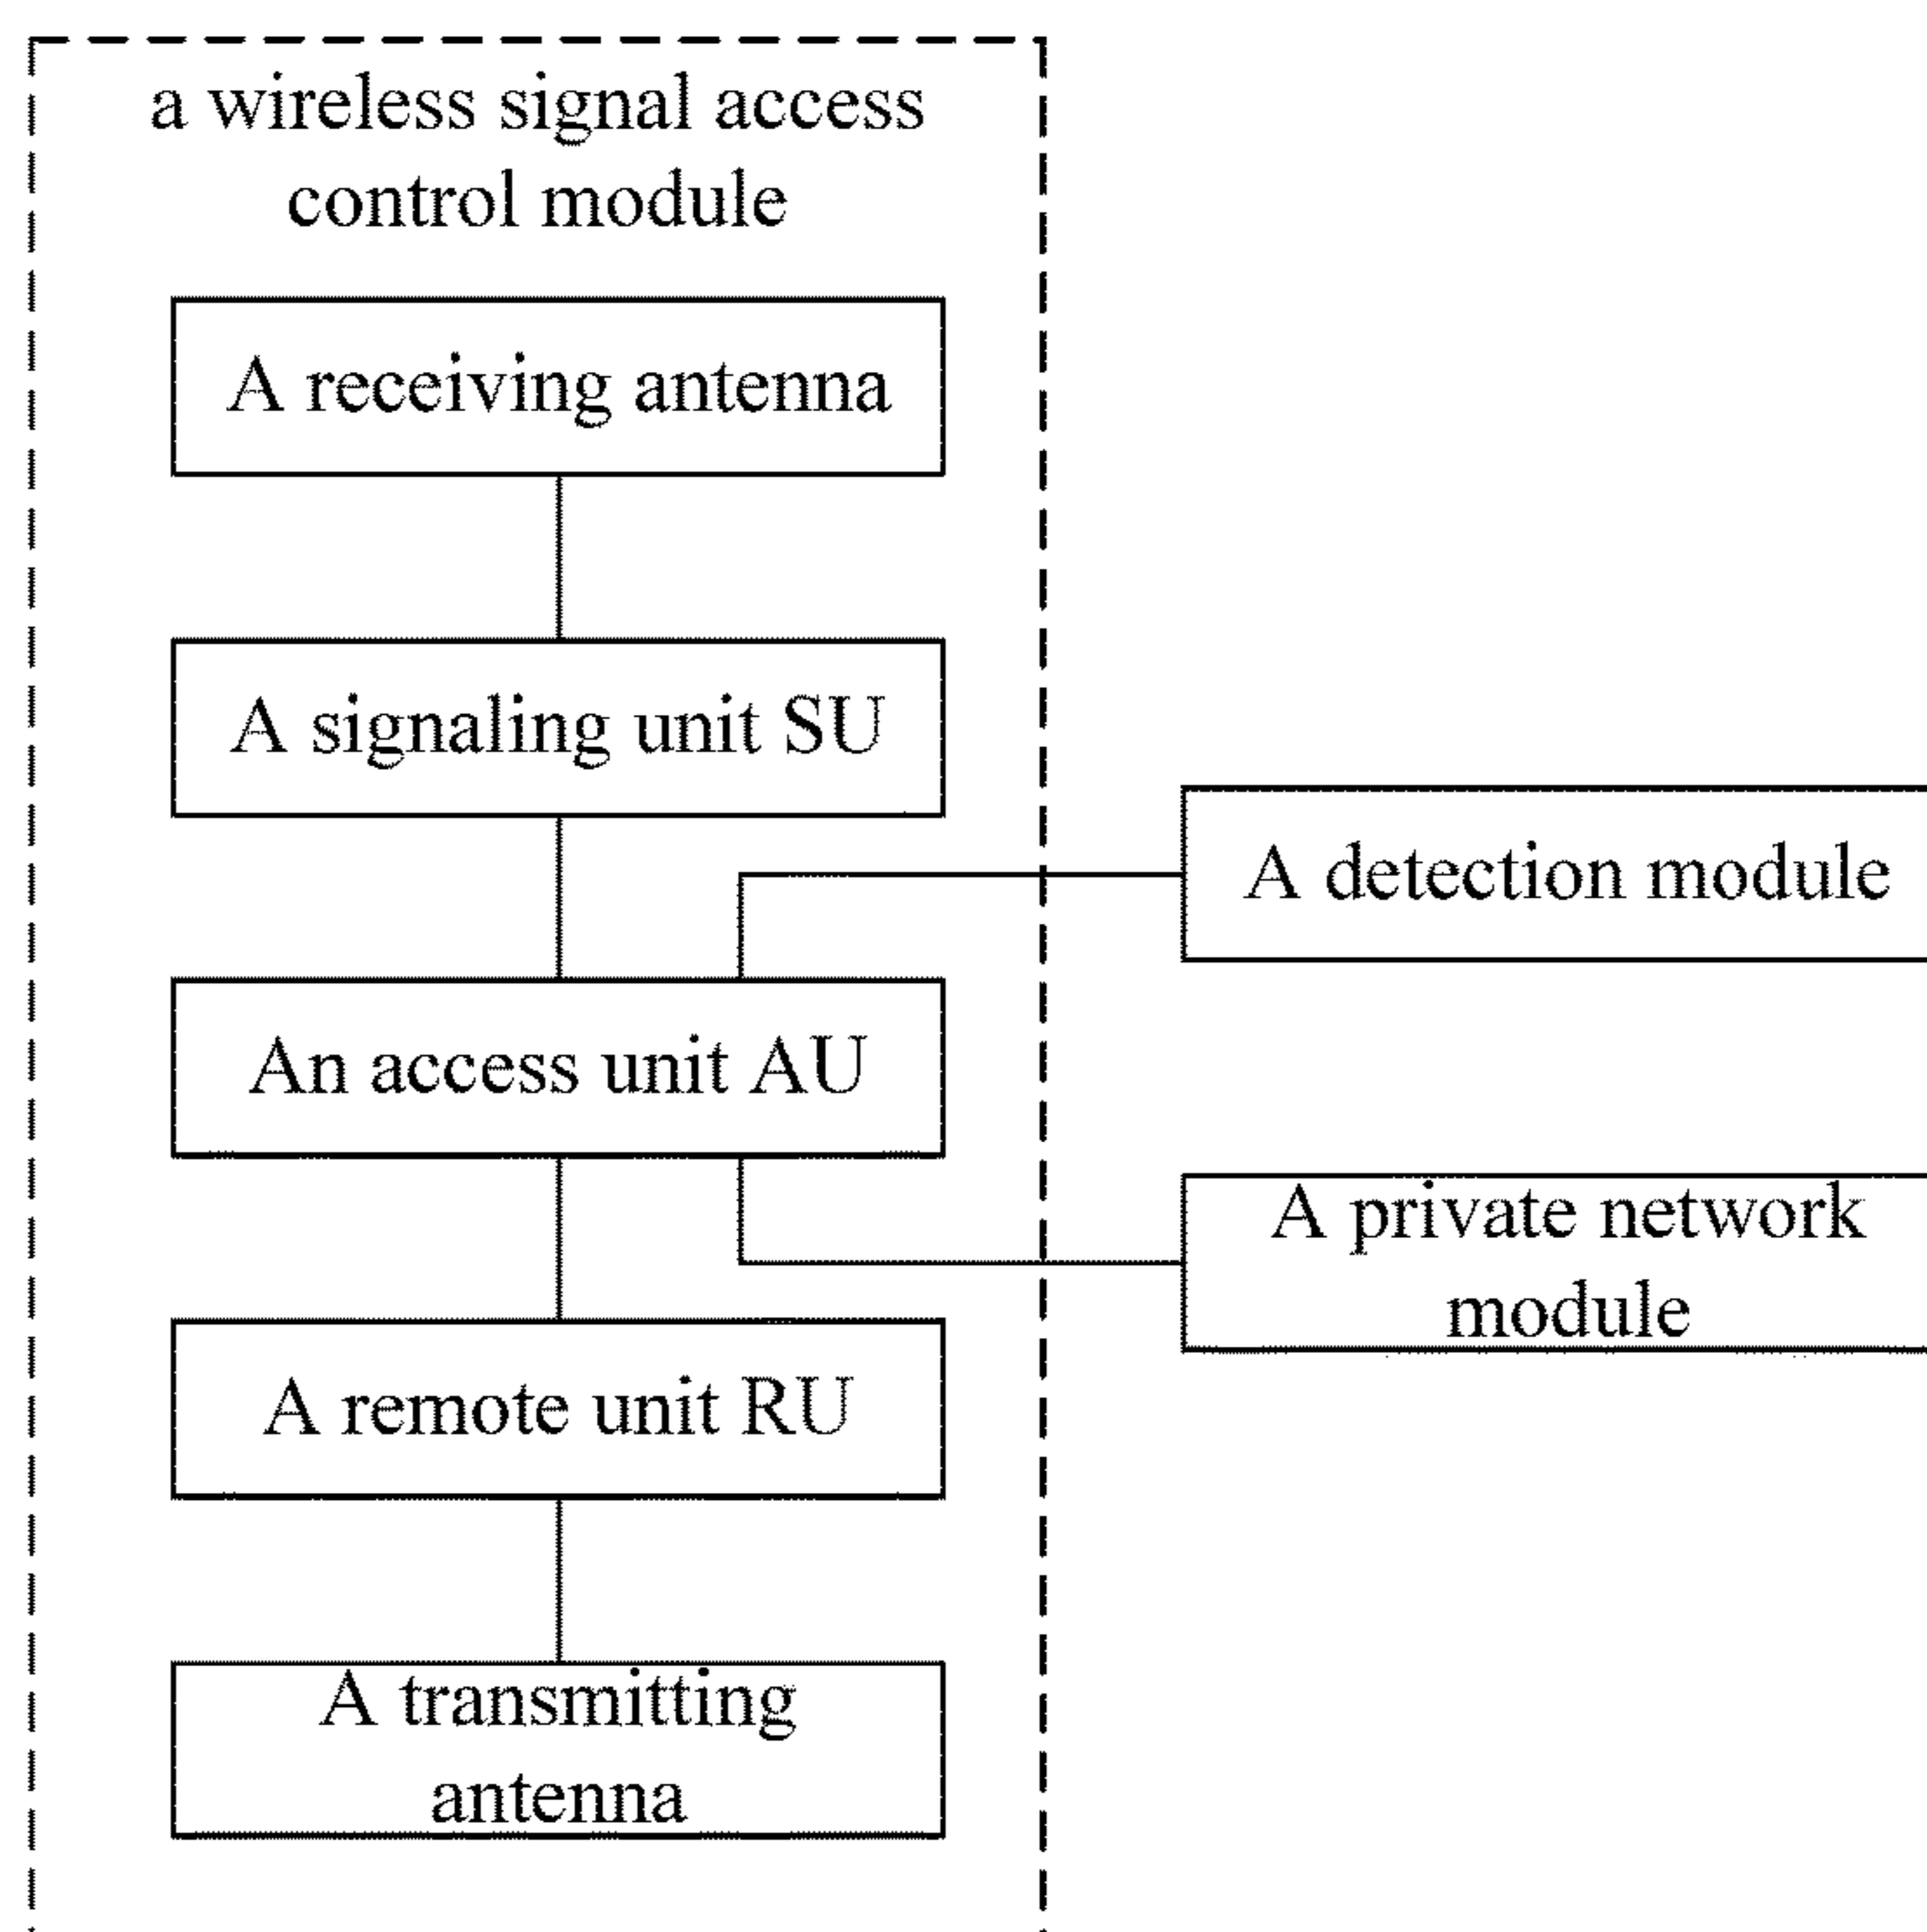 a wireless signal access
control module
A receiving antenna
A signaling unit SU
A detection module
An access unit AU
A private network
module
A remote unit RU
A transmitting
antenna